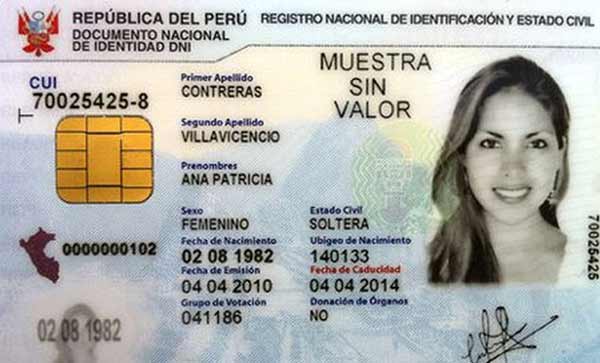 REPÚBLICA DEL PERÚ REGISTRO NACIONAL DE IDENTIFICACIÓN Y ESTADO CIVIL
DOCUMENTO NACIONAL
DE IDENTIDAD DNI
CUI
70025425-8
Primer Apellido
CONTRERAS
Segundo Apellido
VILLAVICENCIO
Prenombres
ANA PATRICIA
MUESTRA
SIN
VALOR
Sexo Estado Civil
FEMENINO SOLTERA
Fecha de Nacimiento Ubigeo de Nacimiento
02 08 1982 140133
Fecha de Emisión Fecha de Caducidad
04 04 2010 04 04 2014
Grupo de Votación Donación de Órganos
041186 NO
0000000102
02 08 1982
70025425